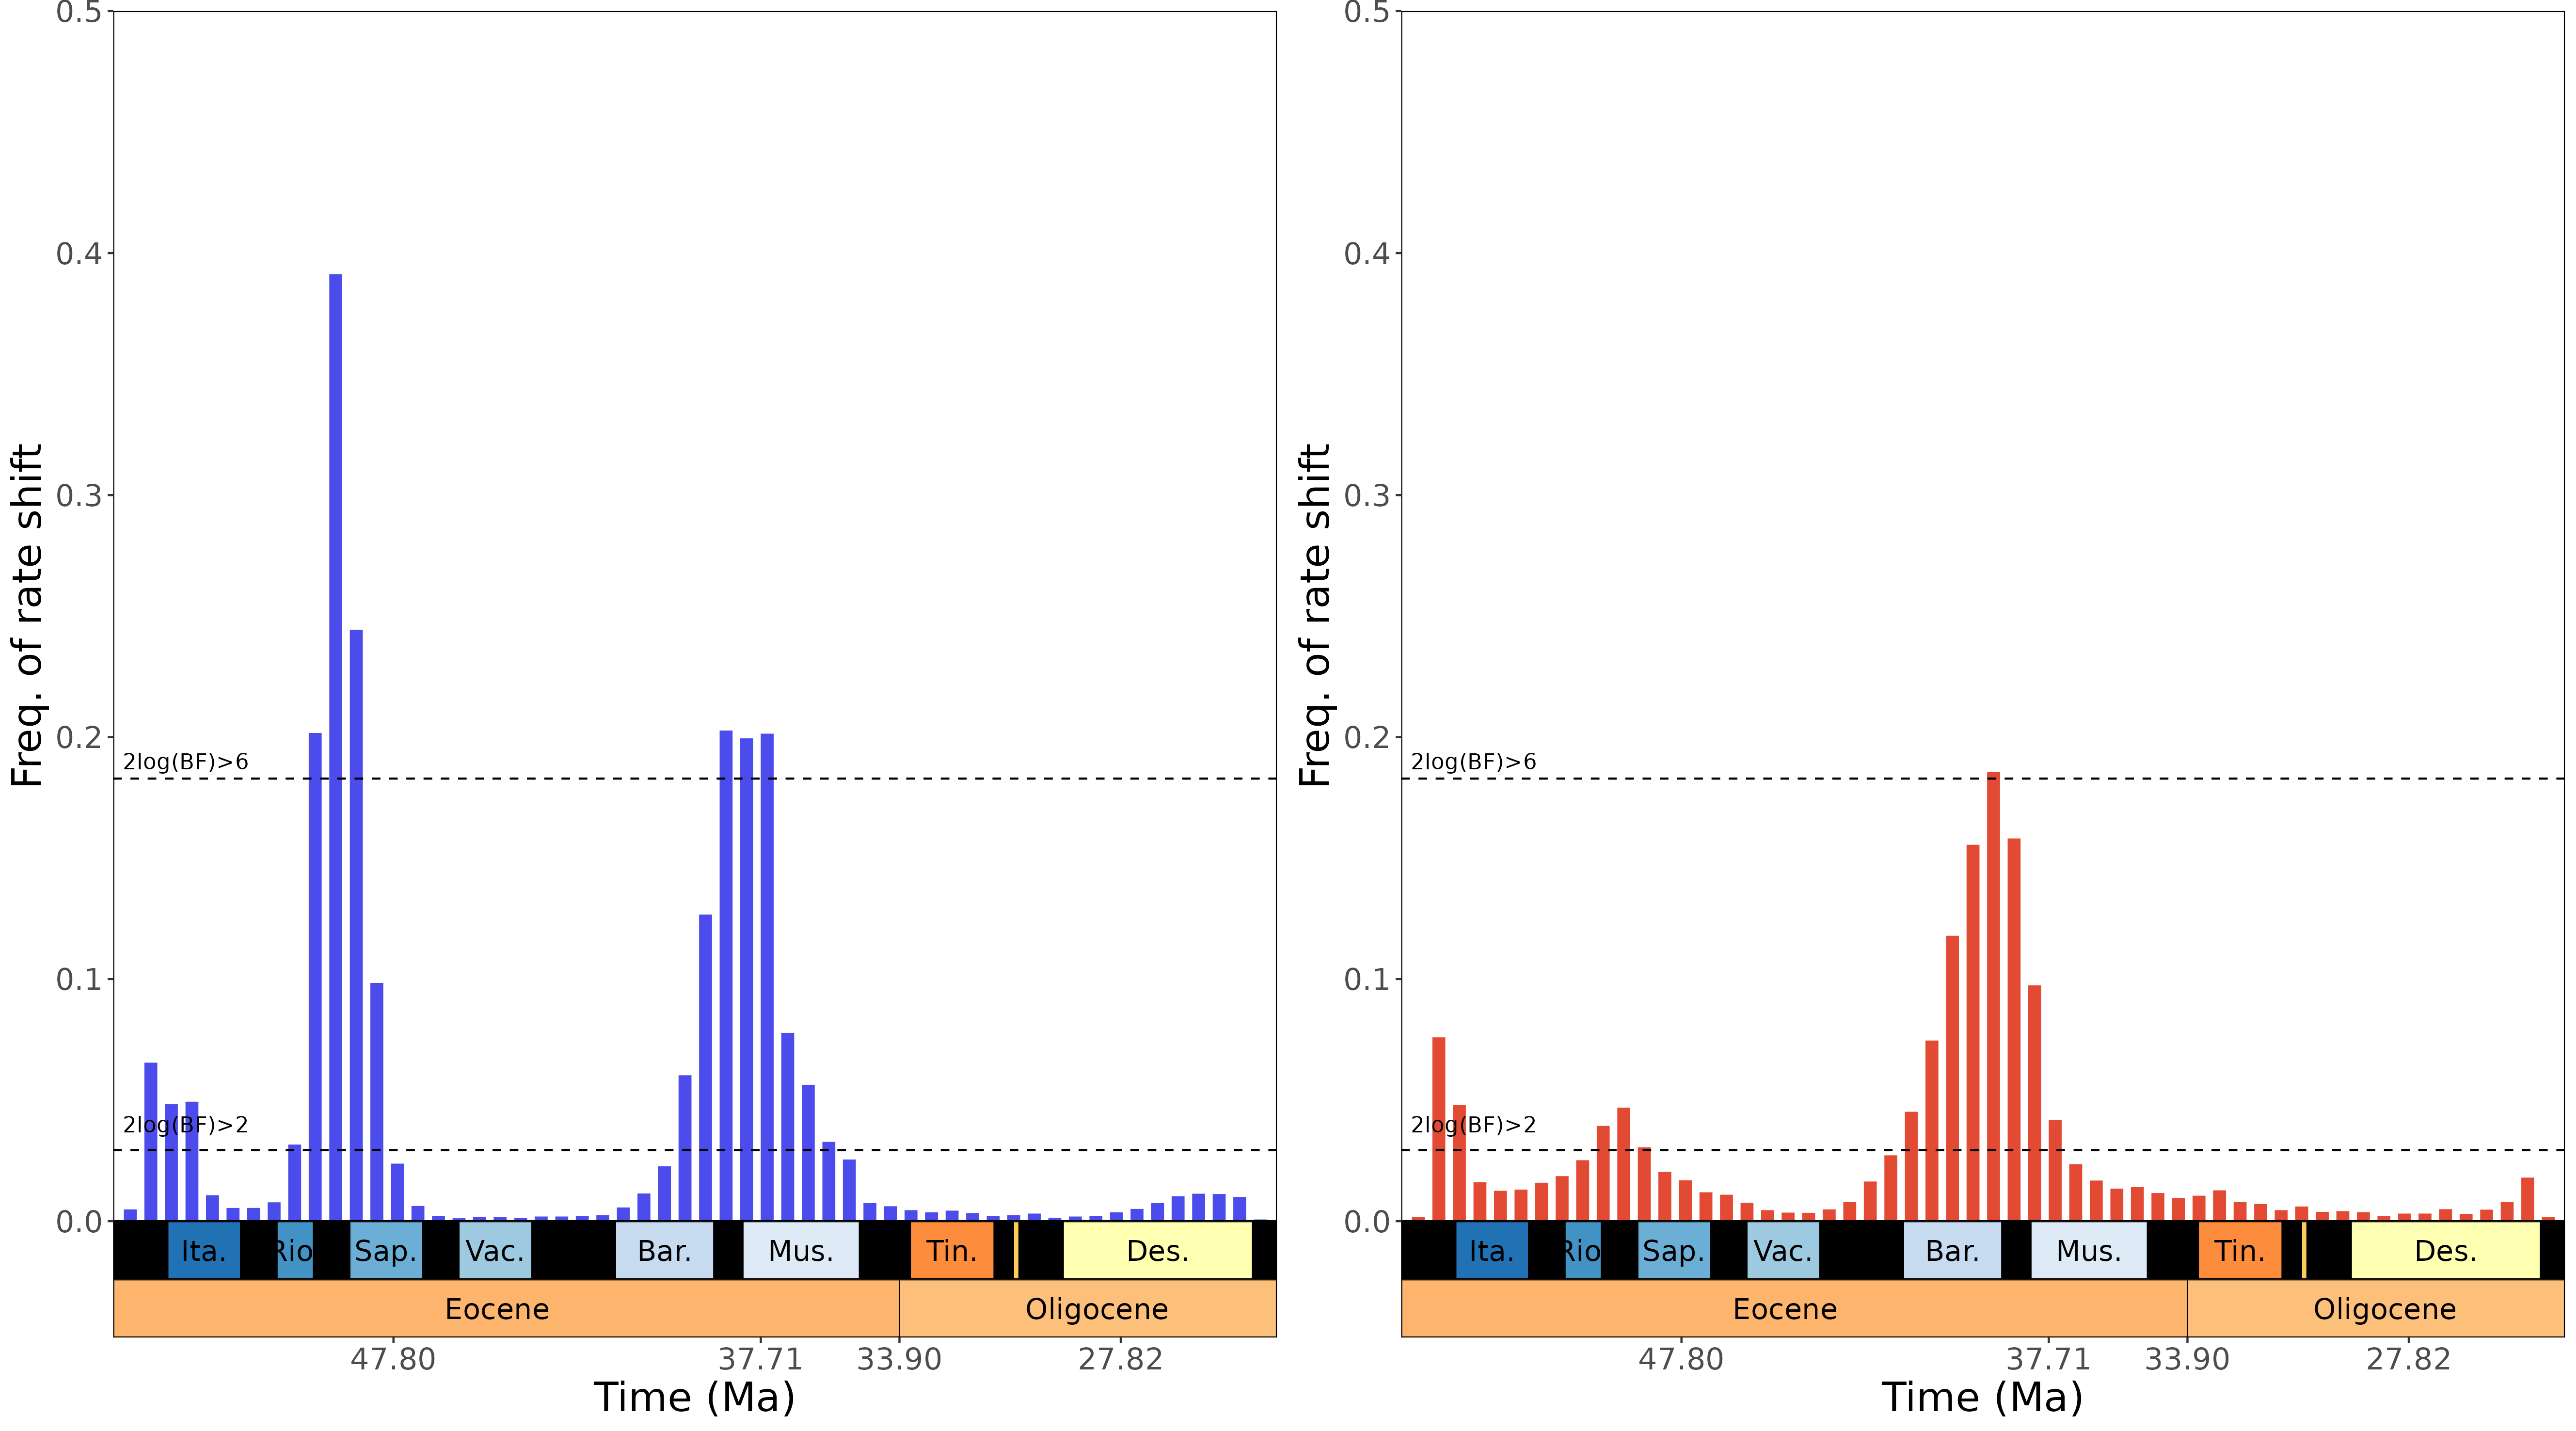 Freq. of rate shift
0.5
0.4
0.3
0.2
0.1
0.0
2log(BF)>6
2log(BF)>2
Ita. Rio Sap. Vac. Bar. Mus. Tin. Des.
Eocene Oligocene
47.80 37.71 33.90 27.82
Time (Ma)
Freq. of rate shift
0.5
0.4
0.3
0.2
0.1
0.0
2log(BF)>6
2log(BF)>2
Ita. Rio Sap. Vac. Bar. Mus. Tin. Des.
Eocene Oligocene
47.80 37.71 33.90 27.82
Time (Ma)